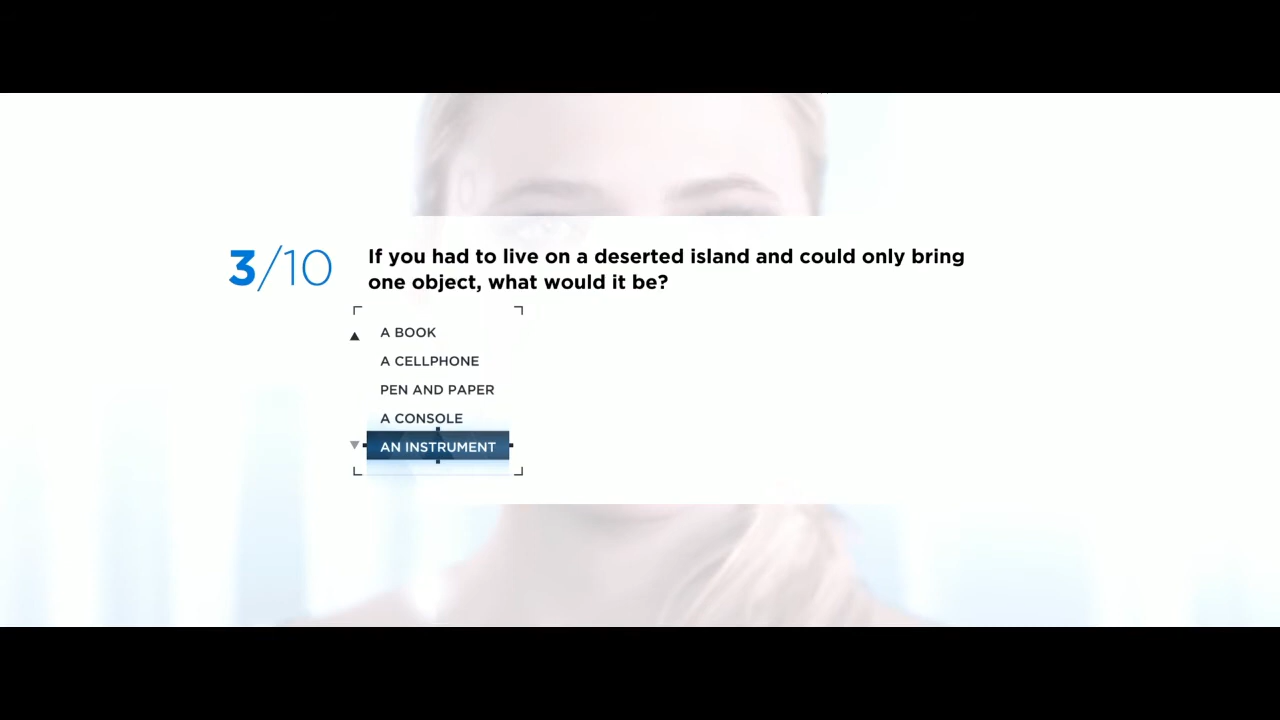 3/10
If you had to live on a deserted island and could only bring
one object, what would it be?
A BOOK
A CELLPHONE
PEN AND PAPER
A CONSOLE
AN INSTRUMENT